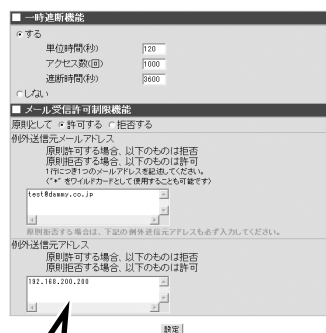 ■ 一時遮断機能
する
単位時間(秒) 120
アクセス数(回) 1000
遮断時間(秒) 3600
しない
■ メール受信許可制限機能
原則として 許可する 拒否する
例外送信元メールアドレス
原則許可する場合、以下のものは拒否
原則拒否する場合、以下のものは許可
1行につき1つのメールアドレスを記述してください。
("*" をワイルドカードとして使用することも可能です)
test@dammy.co.jp
原則拒否する場合は、下記の例外送信元アドレスも必ず入力してください。
例外送信元アドレス
原則許可する場合、以下のものは拒否
原則拒否する場合、以下のものは許可
192.168.200.200
設定